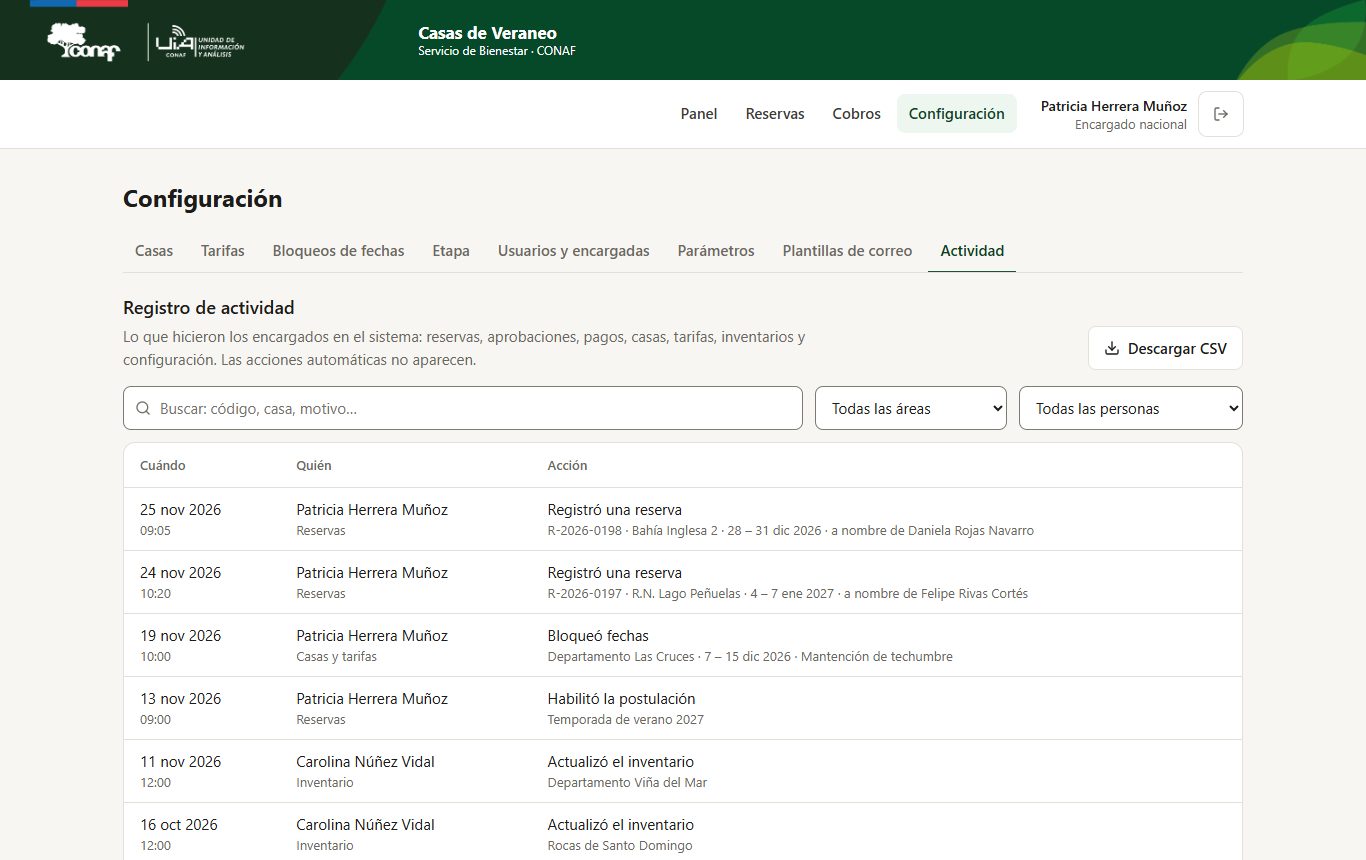 conaf
UIA
CONAF
UNIDAD DE
INFORMACIÓN
Y ANÁLISIS
Casas de Veraneo
Servicio de Bienestar · CONAF
Panel
Reservas
Cobros
Configuración
Patricia Herrera Muñoz
Encargado nacional
Configuración
Casas
Tarifas
Bloqueos de fechas
Etapa
Usuarios y encargadas
Parámetros
Plantillas de correo
Actividad
Registro de actividad
Lo que hicieron los encargados en el sistema: reservas, aprobaciones, pagos, casas, tarifas, inventarios y
configuración. Las acciones automáticas no aparecen.
Descargar CSV
Buscar: código, casa, motivo...
Todas las áreas
Todas las personas
Cuándo Quién Acción
25 nov 2026 Patricia Herrera Muñoz Registró una reserva
09:05 Reservas R-2026-0198 · Bahía Inglesa 2 · 28 – 31 dic 2026 · a nombre de Daniela Rojas Navarro
24 nov 2026 Patricia Herrera Muñoz Registró una reserva
10:20 Reservas R-2026-0197 · R.N. Lago Peñuelas · 4 – 7 ene 2027 · a nombre de Felipe Rivas Cortés
19 nov 2026 Patricia Herrera Muñoz Bloqueó fechas
10:00 Casas y tarifas Departamento Las Cruces · 7 – 15 dic 2026 · Mantención de techumbre
13 nov 2026 Patricia Herrera Muñoz Habilitó la postulación
09:00 Reservas Temporada de verano 2027
11 nov 2026 Carolina Núñez Vidal Actualizó el inventario
12:00 Inventario Departamento Viña del Mar
16 oct 2026 Carolina Núñez Vidal Actualizó el inventario
12:00 Inventario Rocas de Santo Domingo